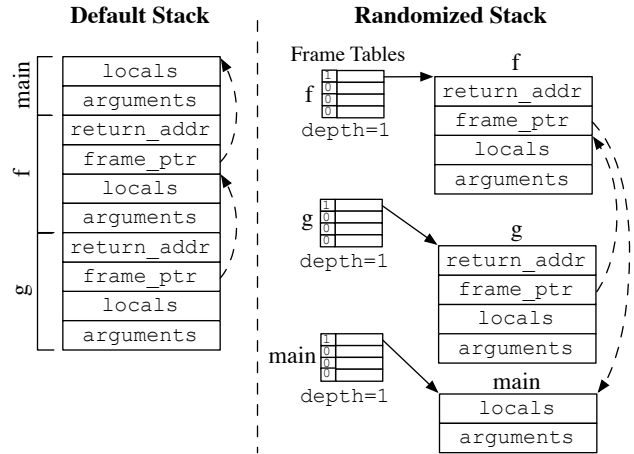 Default Stack
main
locals
arguments
f
return_addr
frame_ptr
locals
arguments
g
return_addr
frame_ptr
locals
arguments
Randomized Stack
Frame Tables
f
1
0
0
0
depth=1
f
return_addr
frame_ptr
locals
arguments
g
1
0
0
0
depth=1
g
return_addr
frame_ptr
locals
arguments
main
1
0
0
0
depth=1
main
locals
arguments